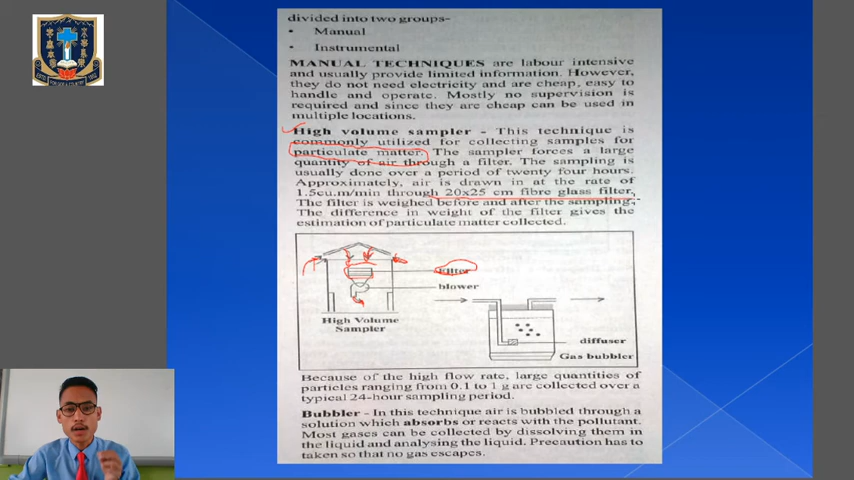 divided into two groups-
• Manual
• Instrumental
MANUAL TECHNIQUES are labour intensive
and usually provide limited information. However,
they do not need electricity and are cheap, easy to
handle and operate. Mostly no supervision is
required and since they are cheap can be used in
multiple locations.
High volume sampler - This technique is
commonly utilized for collecting samples for
particulate matter. The sampler forces a large
quantity of air through a filter. The sampling is
usually done over a period of twenty four hours.
Approximately, air is drawn in at the rate of
1.5cu.m/min through 20x25 cm fibre glass filter,
The filter is weighed before and after the sampling,
The difference in weight of the filter gives the
estimation of particulate matter collected.
Filter
blower
High Volume
Sampler
diffuser
Gas bubbler
Because of the high flow rate, large quantities of
particles ranging from 0.1 to 1 g are collected over a
typical 24-hour sampling period.
Bubbler - In this technique air is bubbled through a
solution which absorbs or reacts with the pollutant.
Most gases can be collected by dissolving them in
the liquid and analysing the liquid. Precaution has to
taken so that no gas escapes.